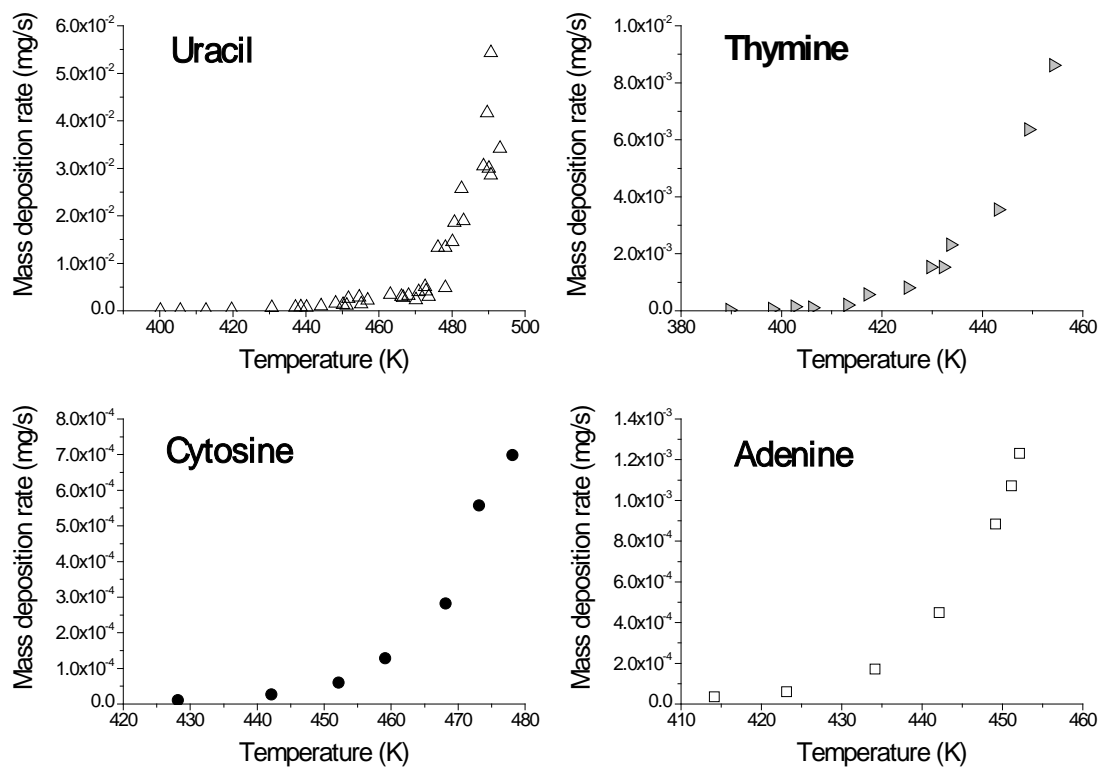 Uracil
Mass deposition rate (mg/s)
6.0x10-2
5.0x10-2
4.0x10-2
3.0x10-2
2.0x10-2
1.0x10-2
0.0
400 420 440 460 480 500
Temperature (K)
Thymine
Mass deposition rate (mg/s)
1.0x10-2
8.0x10-3
6.0x10-3
4.0x10-3
2.0x10-3
0.0
380 400 420 440 460
Temperature (K)
Cytosine
Mass deposition rate (mg/s)
8.0x10-4
7.0x10-4
6.0x10-4
5.0x10-4
4.0x10-4
3.0x10-4
2.0x10-4
1.0x10-4
0.0
420 430 440 450 460 470 480
Temperature (K)
Adenine
Mass deposition rate (mg/s)
1.4x10-3
1.2x10-3
1.0x10-3
8.0x10-4
6.0x10-4
4.0x10-4
2.0x10-4
0.0
410 420 430 440 450 460
Temperature (K)